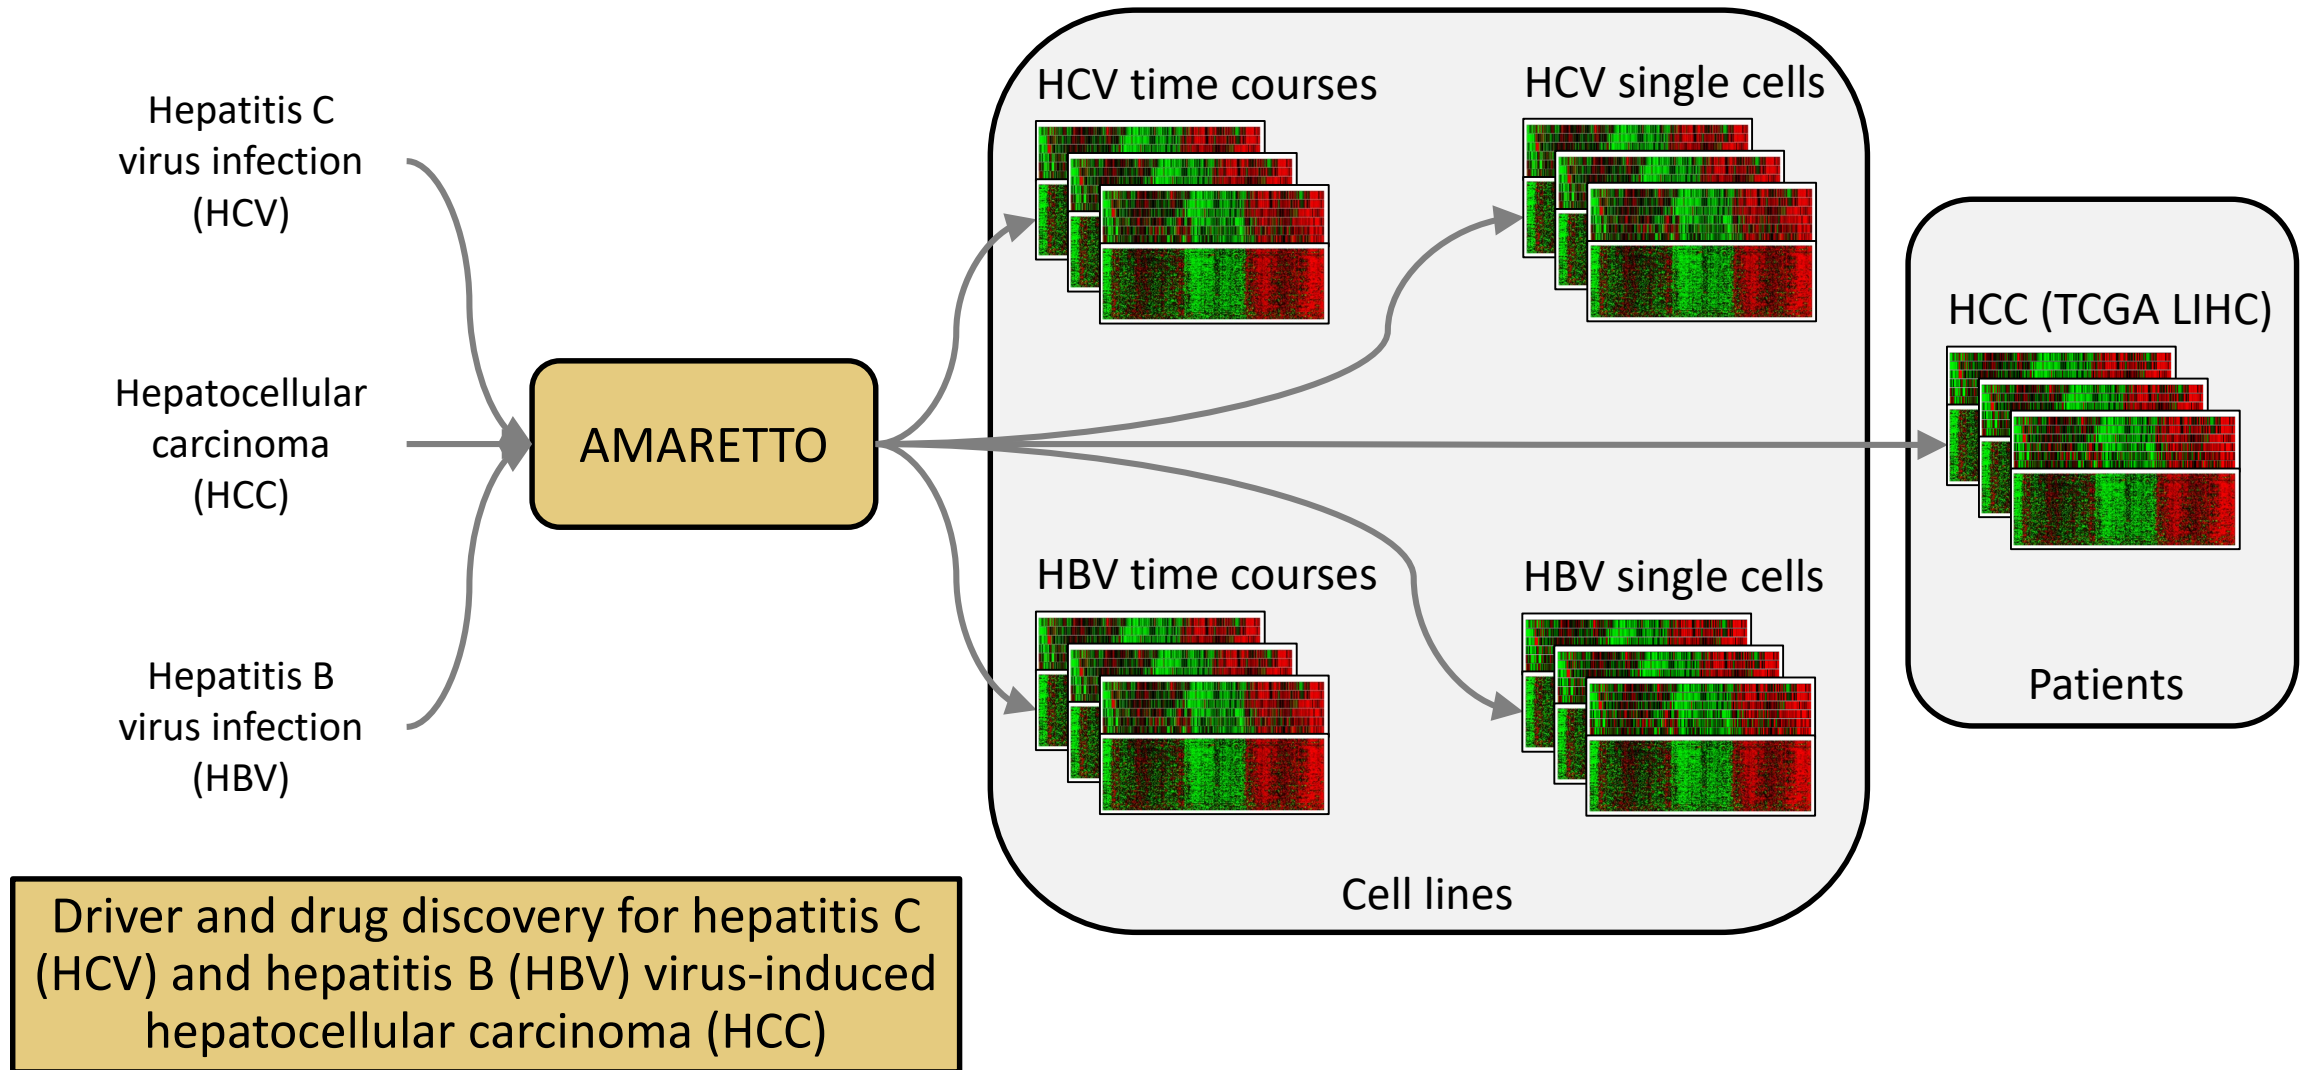 Hepatitis C
virus infection
(HCV)
Hepatocellular
carcinoma
(HCC)
Hepatitis B
virus infection
(HBV)
AMARETTO
HCV time courses
HCV single cells
HBV time courses
HBV single cells
Cell lines
HCC (TCGA LIHC)
Patients
Driver and drug discovery for hepatitis C
(HCV) and hepatitis B (HBV) virus-induced
hepatocellular carcinoma (HCC)